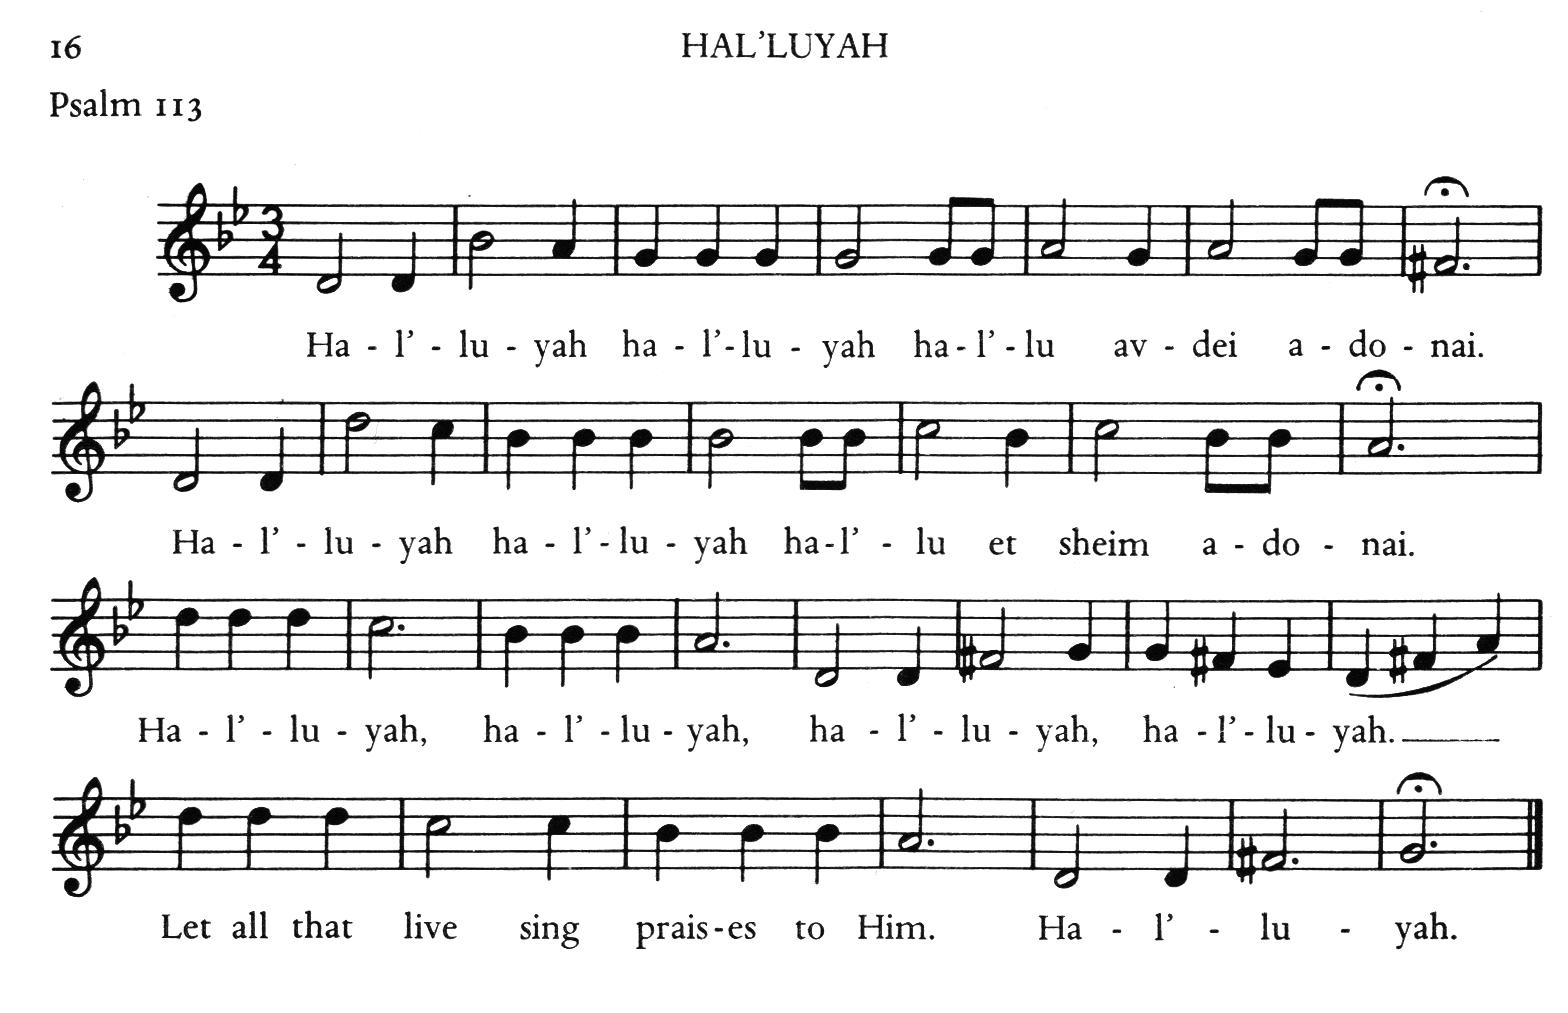 16
HAL’LUYAH
Psalm 113
3
4
Ha - l’ - lu - yah ha - l’ - lu - yah ha - l’ - lu av - dei a - do - nai.
Ha - l’ - lu - yah ha - l’ - lu - yah ha - l’ - lu et sheim a - do - nai.
Ha - l’ - lu - yah, ha - l’ - lu - yah, ha - l’ - lu - yah, ha - l’ - lu - yah.
Let all that live sing prais - es to Him. Ha - l’ - lu - yah.